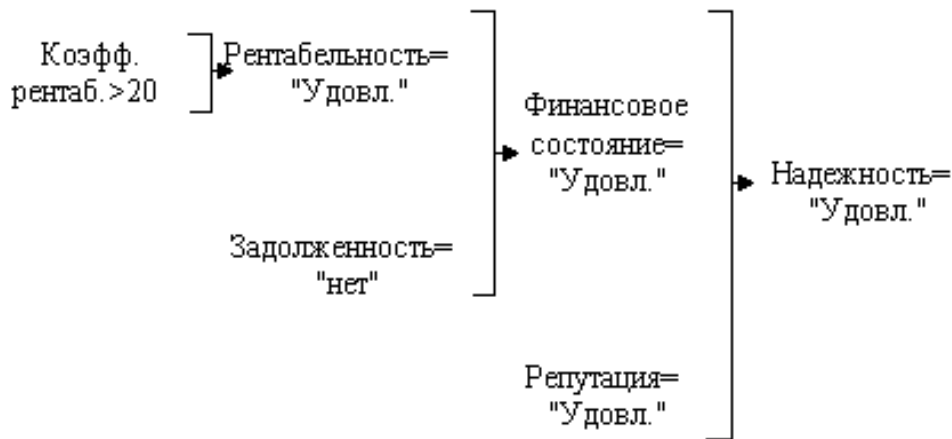 Коэфф.
рентаб.>20
Рентабельность=
"Удовл."
Задолженность=
"нет"
Финансовое
состояние=
"Удовл."
Репутация=
"Удовл."
Надежность=
"Удовл."